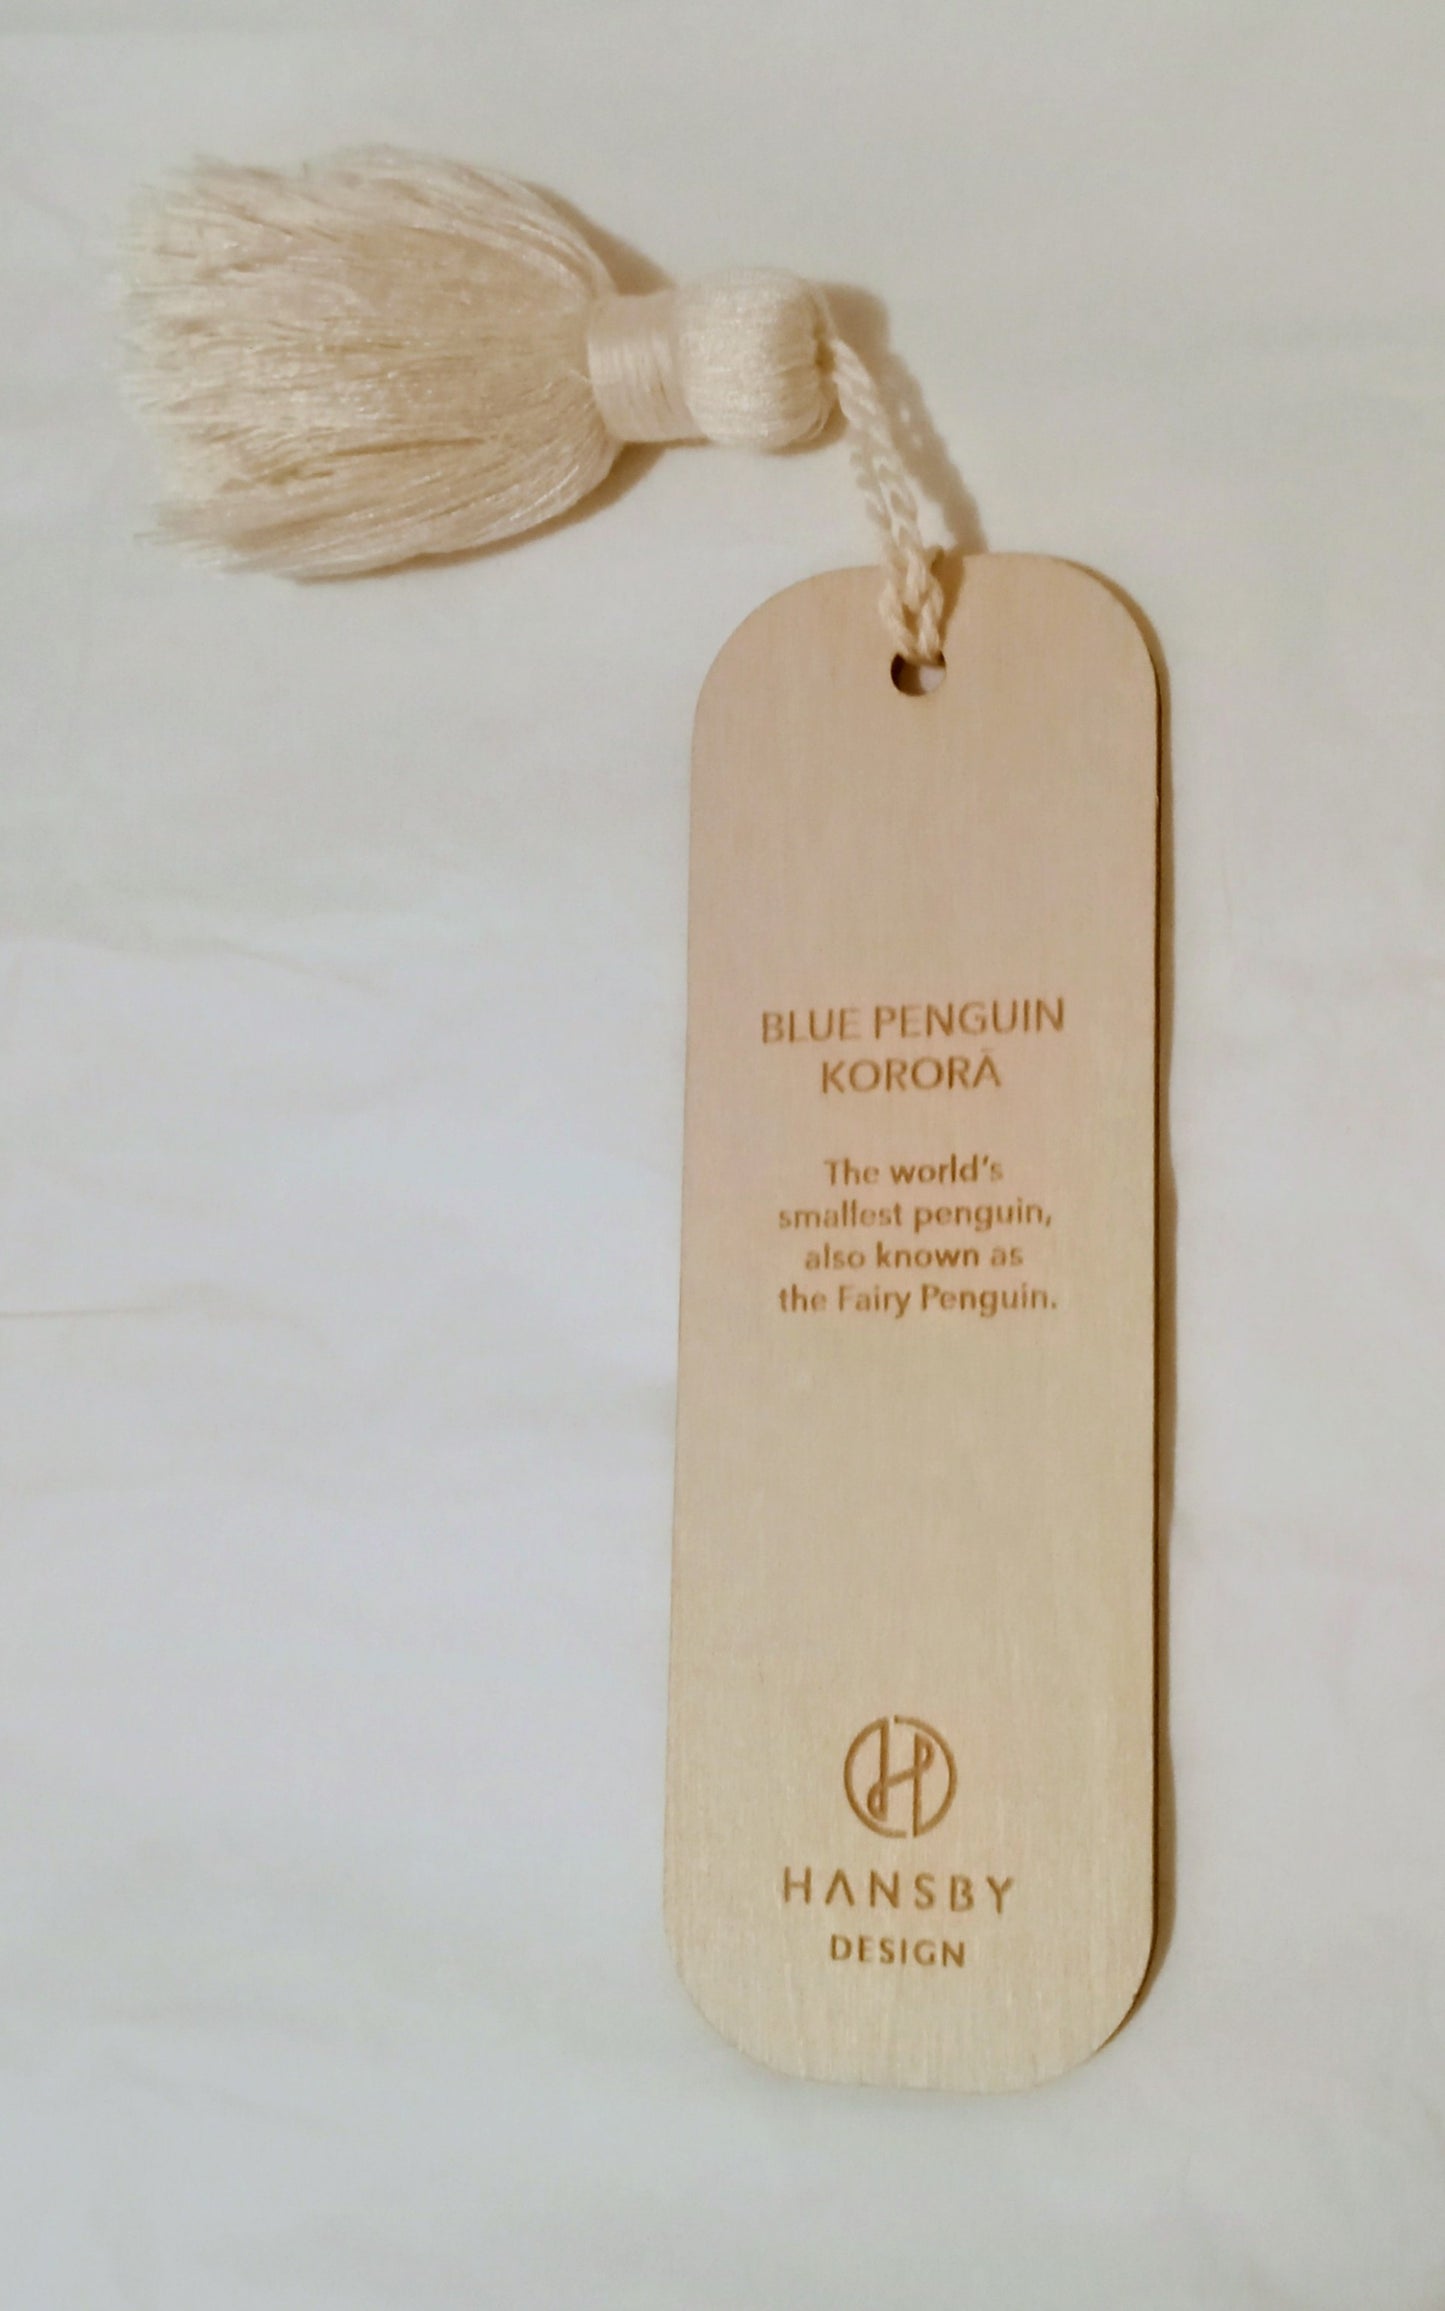 BLUE PENGUIN
KORORĀ
The world's
smallest penguin,
also known as
the Fairy Penguin.
H
HANSBY
DESIGN